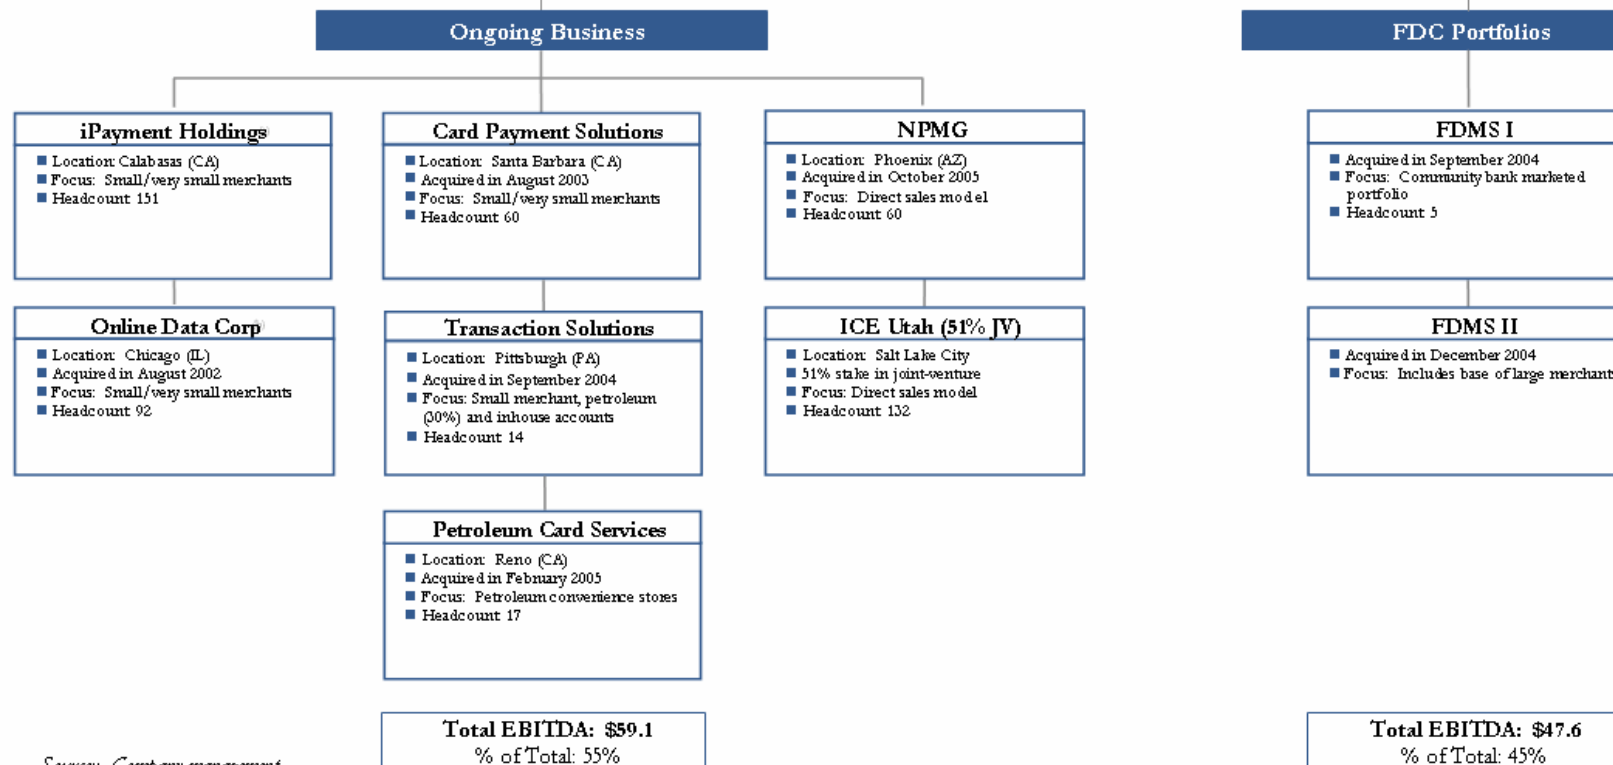 Ongoing Business
FDC Portfolios
iPayment Holdings
Location: Calabasas (CA)
Focus: Small/very small merchants
Headcount: 151
Card Payment Solutions
Location: Santa Barbara (CA)
Acquired in August 2003
Focus: Small/very small merchants
Headcount: 60
NPMG
Location: Phoenix (AZ)
Acquired in October 2005
Focus: Direct sales model
Headcount: 60
FDMS I
Acquired in September 2004
Focus: Community bank marketed
portfolio
Headcount: 5
Online Data Corp
Location: Chicago (IL)
Acquired in August 2002
Focus: Small/very small merchants
Headcount: 92
Transaction Solutions
Location: Pittsburgh (PA)
Acquired in September 2004
Focus: Small merchant, petroleum
(30%) and inhouse accounts
Headcount: 14
ICE Utah (51% JV)
Location: Salt Lake City
51% stake in joint-venture
Focus: Direct sales model
Headcount: 132
FDMS II
Acquired in December 2004
Focus: Includes base of large merchants
Petroleum Card Services
Location: Reno (CA)
Acquired in February 2005
Focus: Petroleum convenience stores
Headcount: 17
Total EBITDA: $59.1
% of Total: 55%
Total EBITDA: $47.6
% of Total: 45%
Company management